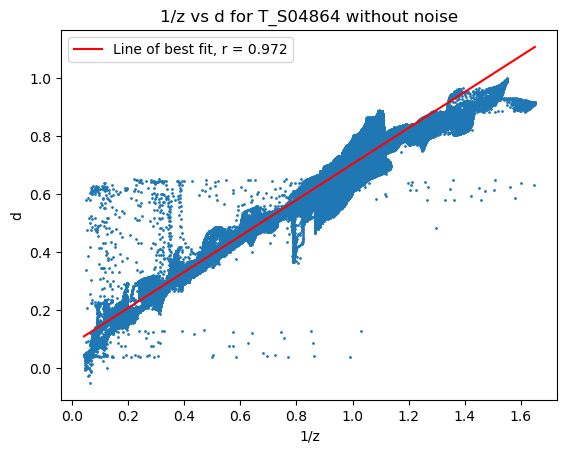 1/z vs d for T_S04864 without noise
Line of best fit, r = 0.972
d
1.0
0.8
0.6
0.4
0.2
0.0
0.0 0.2 0.4 0.6 0.8 1.0 1.2 1.4 1.6
1/z